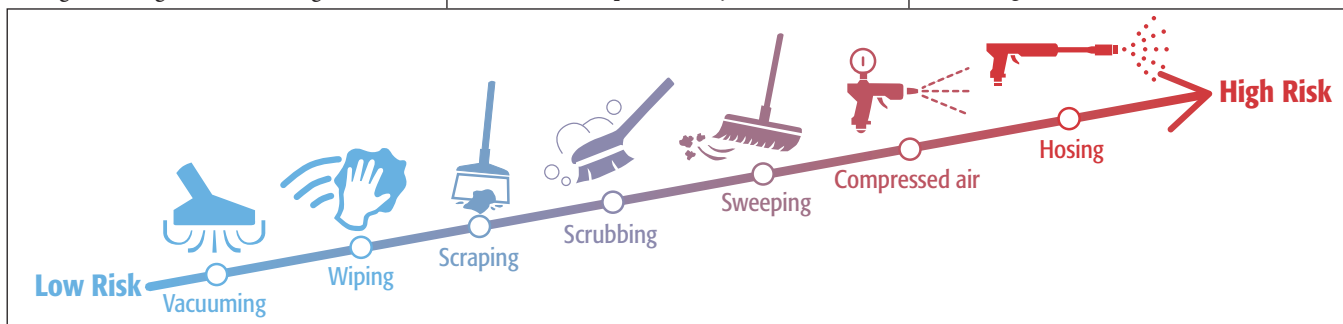 High Risk
Hosing
Compressed air
Sweeping
Scrubbing
Scraping
Wiping
Low Risk
Vacuuming